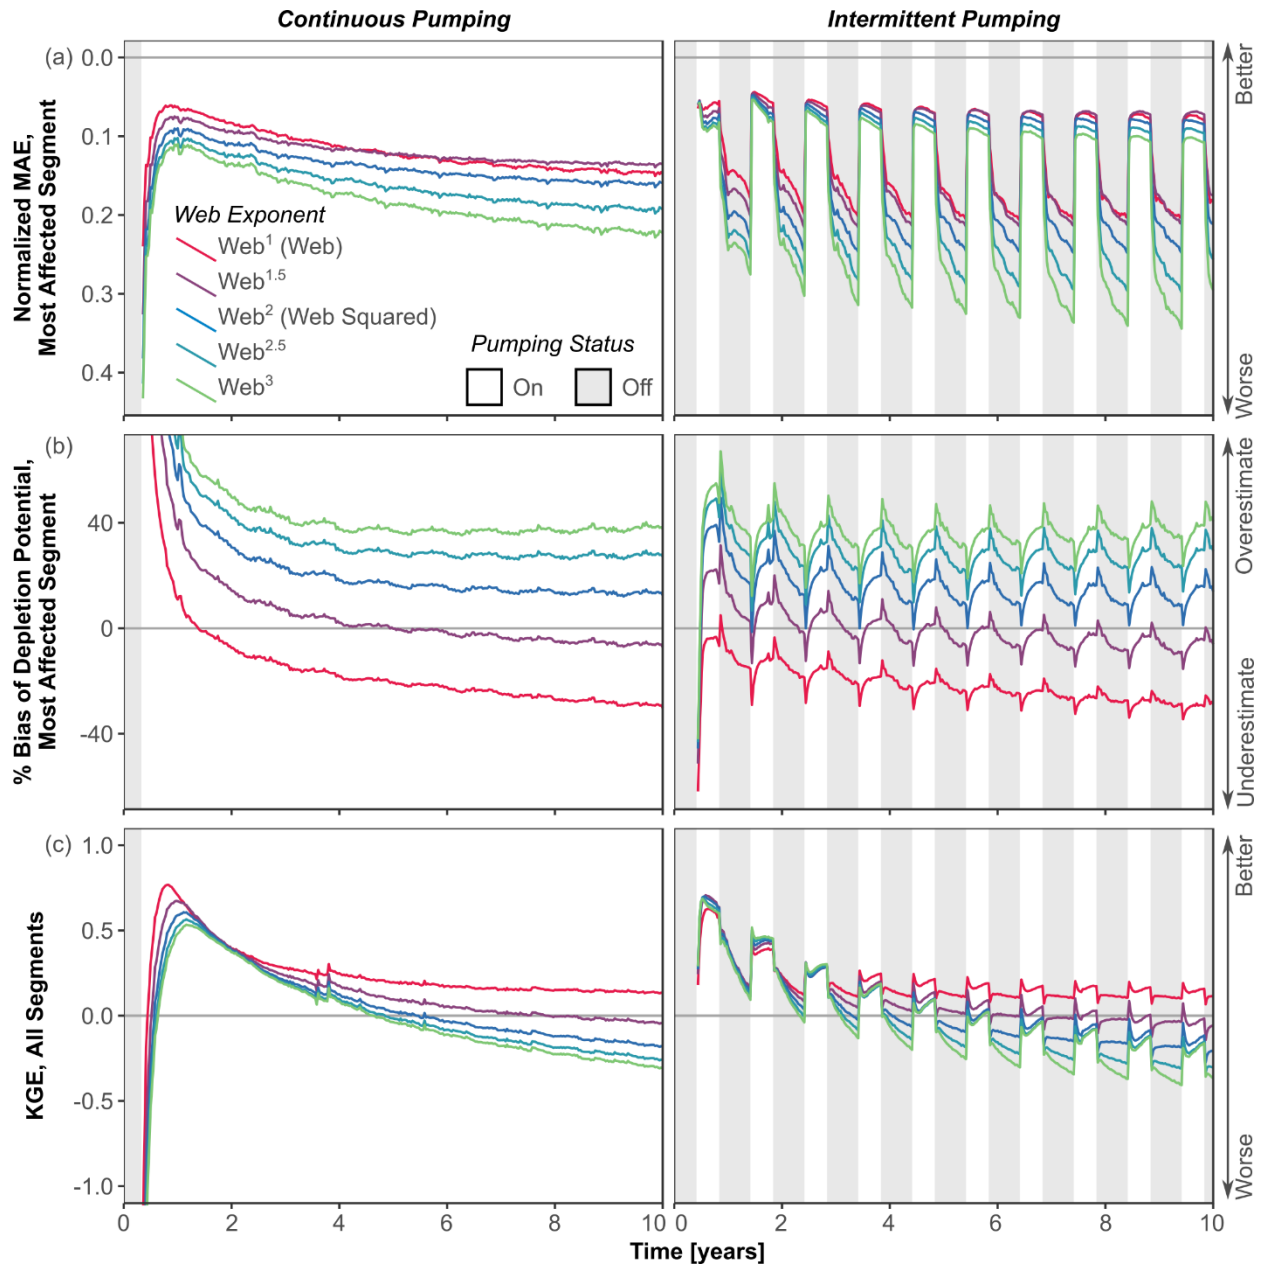 Continuous Pumping
Intermittent Pumping
(a)
Normalized MAE,
Most Affected Segment
0.0
0.1
0.2
0.3
0.4
Web Exponent
Web¹ (Web)
Web¹·⁵
Web² (Web Squared)
Web²·⁵
Web³
Pumping Status
On
Off
Better
Worse
(b)
% Bias of Depletion Potential,
Most Affected Segment
40
0
-40
Overestimate
Underestimate
(c)
KGE, All Segments
1.0
0.5
0.0
-0.5
-1.0
Better
Worse
0 2 4 6 8 10
0 2 4 6 8 10
Time [years]